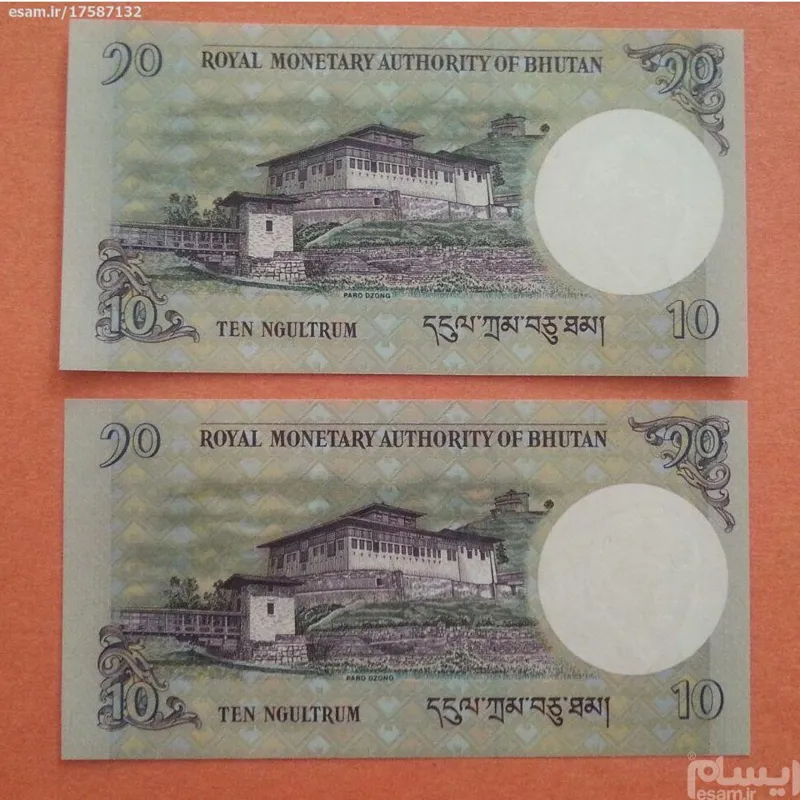 esam.ir/17587132
༡༠ ROYAL MONETARY AUTHORITY OF BHUTAN ༡༠
PARO DZONG
10 TEN NGULTRUM དངུལ་ཀྲམ་བཅུ་ཐམ། 10
༡༠ ROYAL MONETARY AUTHORITY OF BHUTAN ༡༠
PARO DZONG
10 TEN NGULTRUM དངུལ་ཀྲམ་བཅུ་ཐམ། 10
ایسام®
esam.ir